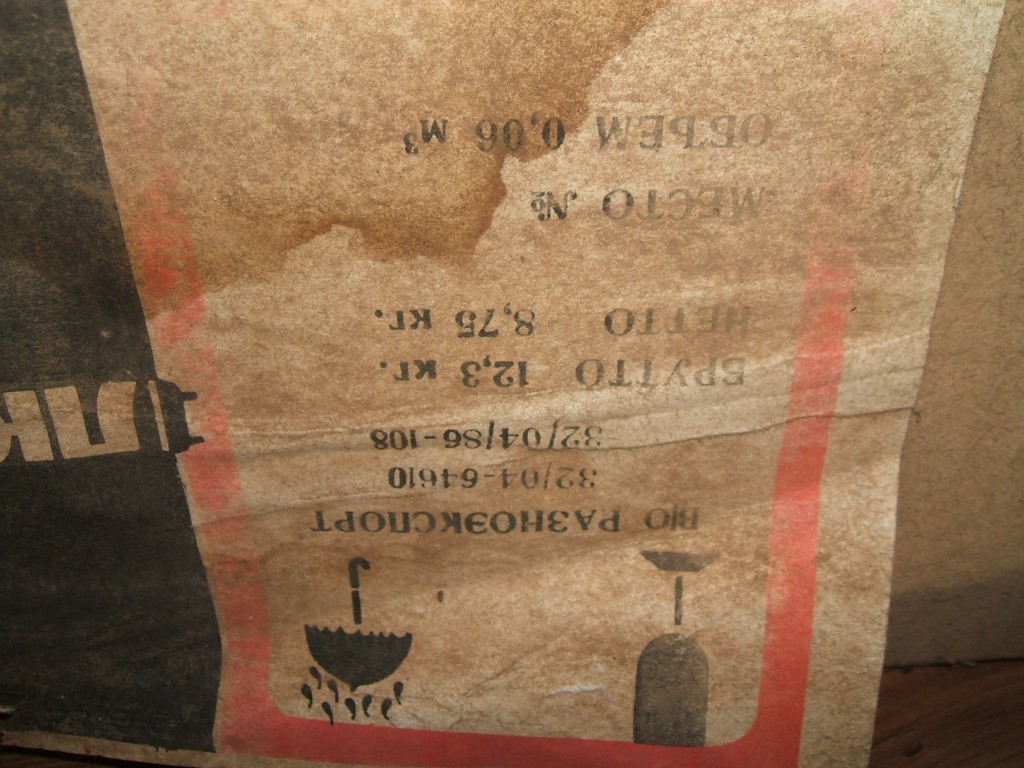 В/О РАЗНОЭКСПОРТ
32/04-64610
32/04/86-108
БРУТТО 12,3 кг.
НЕТТО 8,75 кг.
МЕСТО №
ОБЪЕМ 0,06 м³